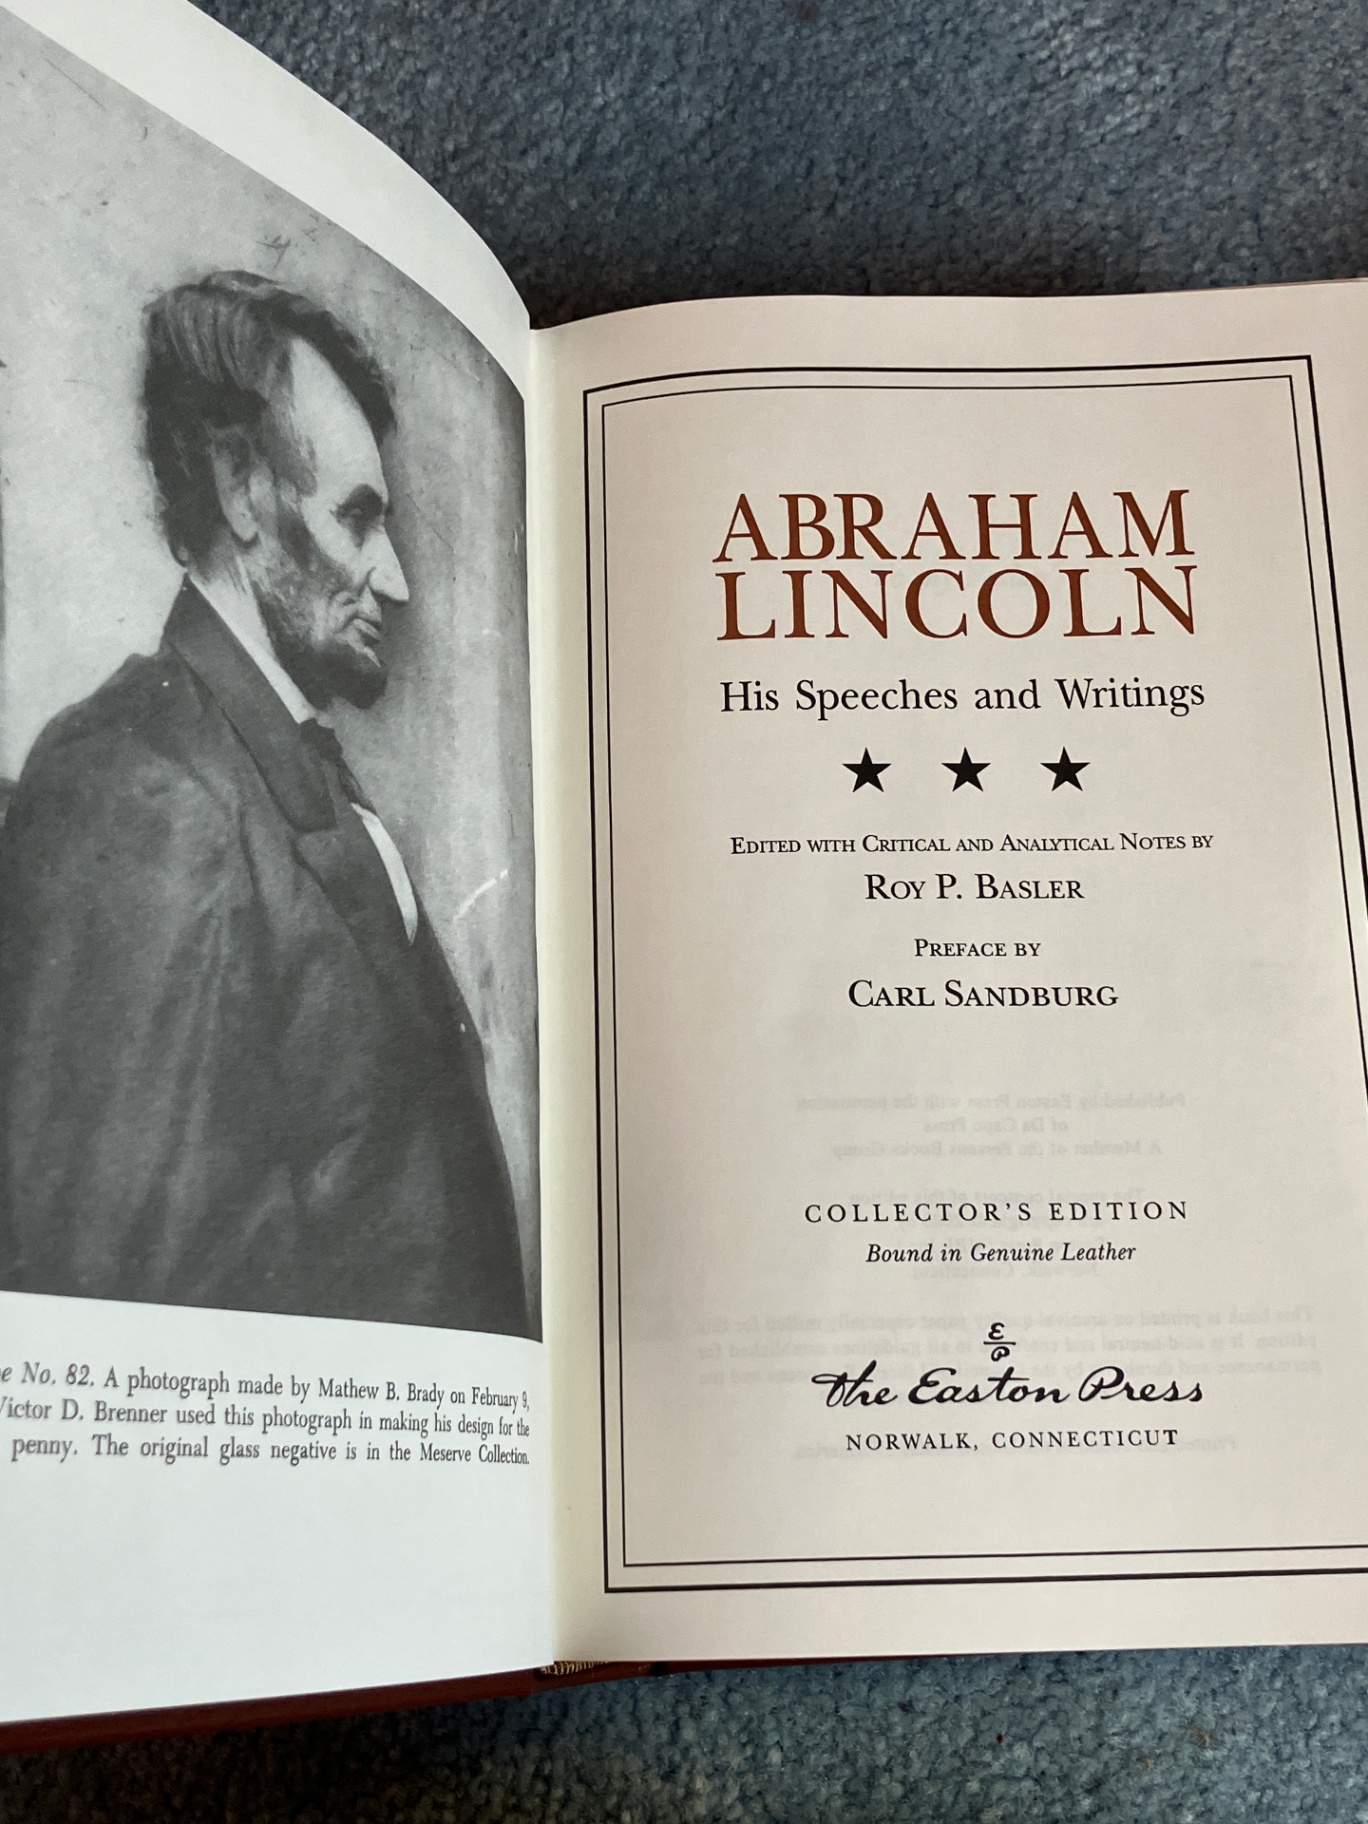 No. 82. A photograph made by Mathew B. Brady on February 9,
Victor D. Brenner used this photograph in making his design for the
penny. The original glass negative is in the Meserve Collection.
ABRAHAM
LINCOLN
His Speeches and Writings
EDITED WITH CRITICAL AND ANALYTICAL NOTES BY
ROY P. BASLER
PREFACE BY
CARL SANDBURG
COLLECTOR'S EDITION
Bound in Genuine Leather
The Easton Press
NORWALK, CONNECTICUT